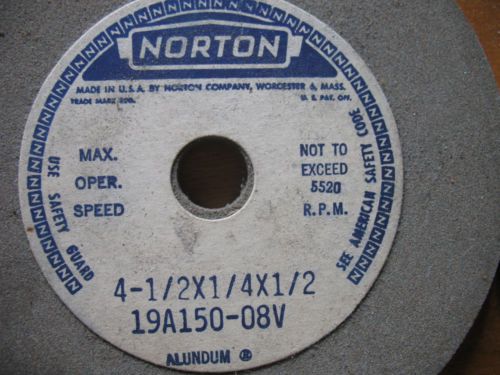 NORTON
MADE IN U.S.A. BY NORTON COMPANY, WORCESTER 6, MASS.
TRADE MARK REG. U. S. PAT. OFF.
MAX. NOT TO
OPER. EXCEED
5520
SPEED R.P.M.
USE SAFETY GUARD
SEE AMERICAN SAFETY CODE
4-1/2X1/4X1/2
19A150-O8V
ALUNDUM ®